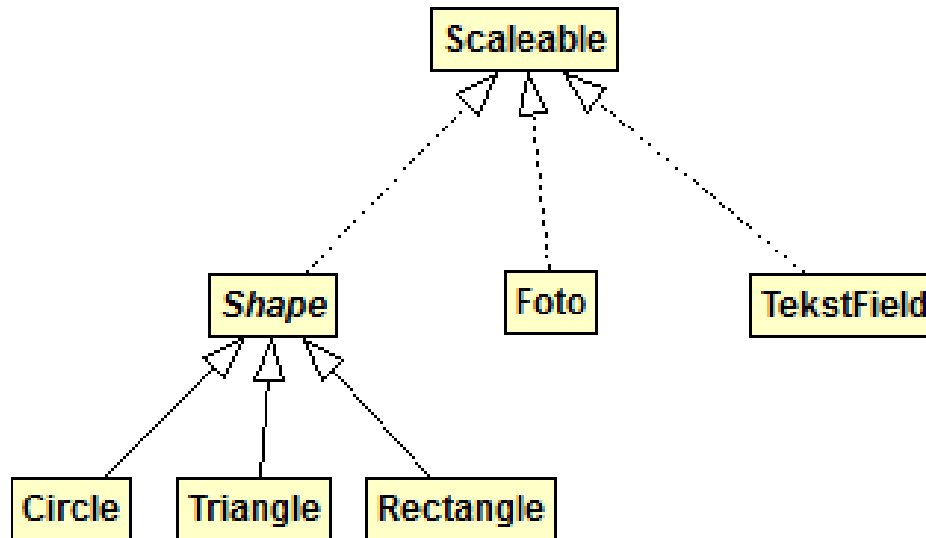 Scaleable
Shape
Foto
TekstField
Circle
Triangle
Rectangle